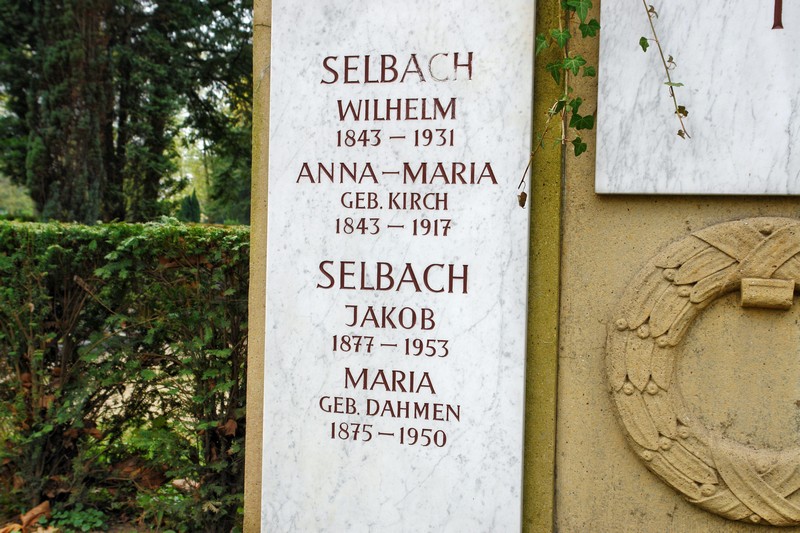 SELBACH
WILHELM
1843 – 1931
ANNA–MARIA
GEB. KIRCH
1843 – 1917
SELBACH
JAKOB
1877 – 1953
MARIA
GEB. DAHMEN
1875 – 1950